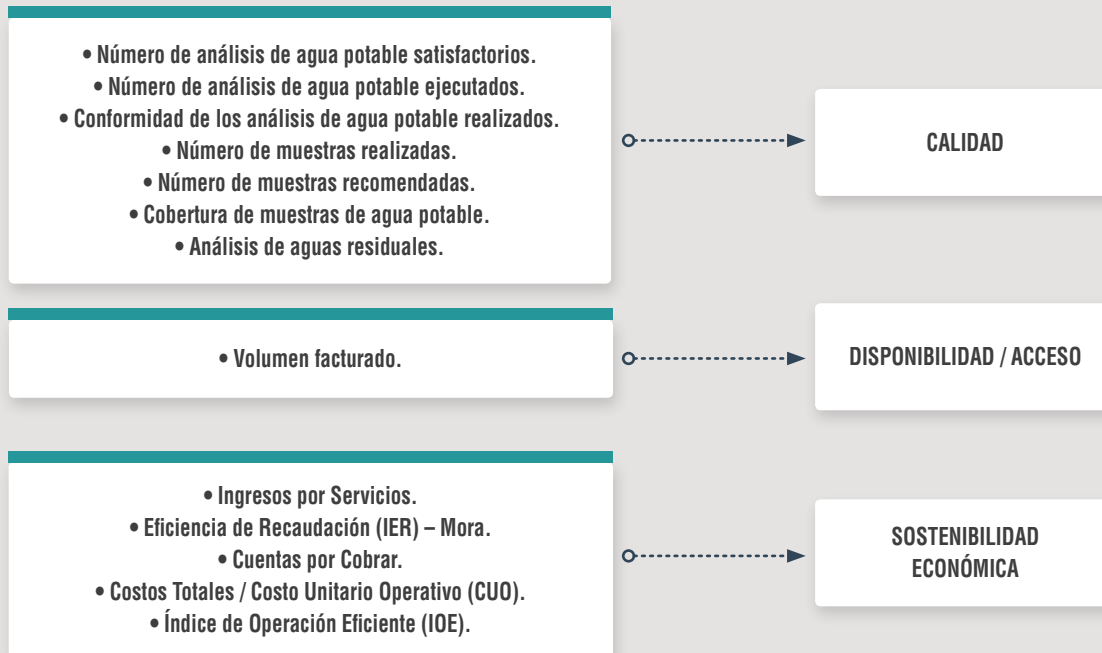 • Número de análisis de agua potable satisfactorios.
• Número de análisis de agua potable ejecutados.
• Conformidad de los análisis de agua potable realizados.
• Número de muestras realizadas.
• Número de muestras recomendadas.
• Cobertura de muestras de agua potable.
• Análisis de aguas residuales.
CALIDAD
• Volumen facturado.
DISPONIBILIDAD / ACCESO
• Ingresos por Servicios.
• Eficiencia de Recaudación (IER) – Mora.
• Cuentas por Cobrar.
• Costos Totales / Costo Unitario Operativo (CUO).
• Índice de Operación Eficiente (IOE).
SOSTENIBILIDAD
ECONÓMICA